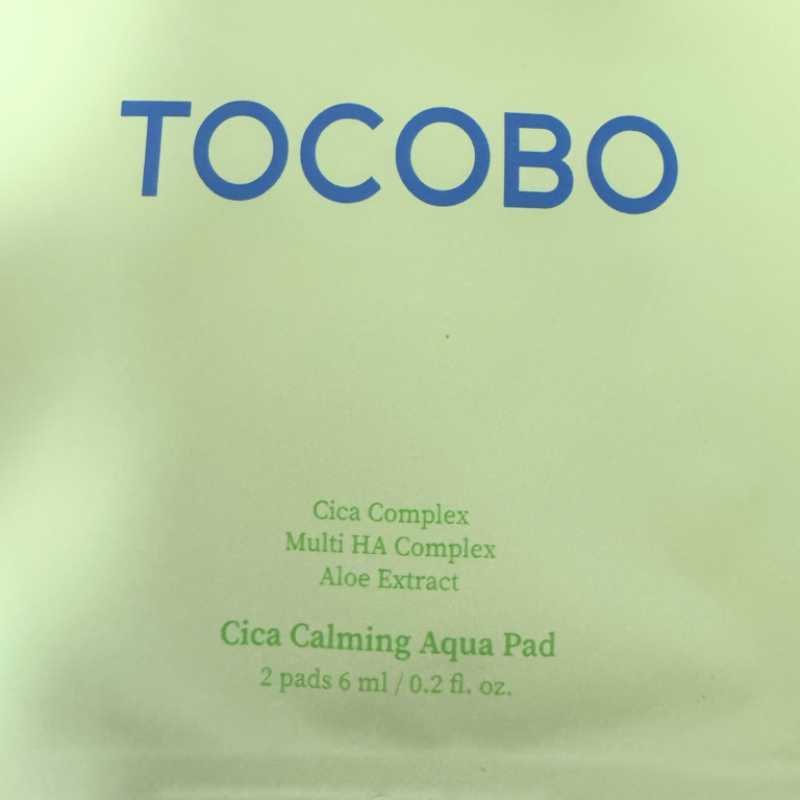 TOCOBO
Cica Complex
Multi HA Complex
Aloe Extract
Cica Calming Aqua Pad
2 pads 6 ml / 0.2 fl. oz.